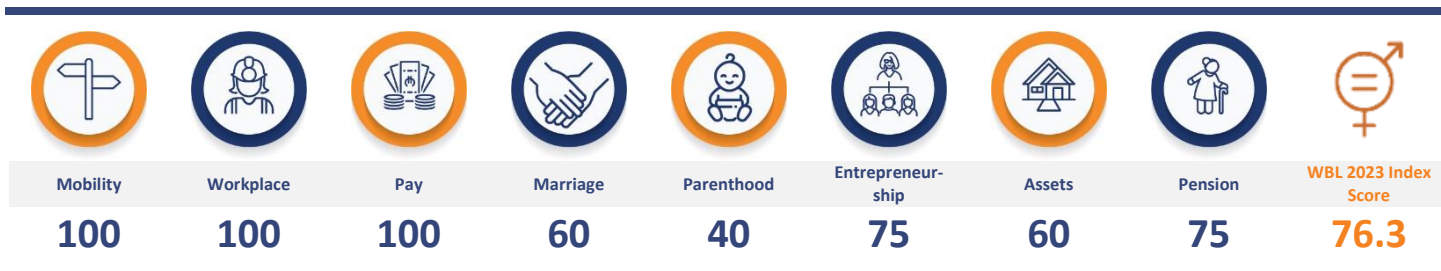 Mobility
Workplace
Pay
Marriage
Parenthood
Entrepreneur-
ship
Assets
Pension
WBL 2023 Index
Score
100
100
100
60
40
75
60
75
76.3